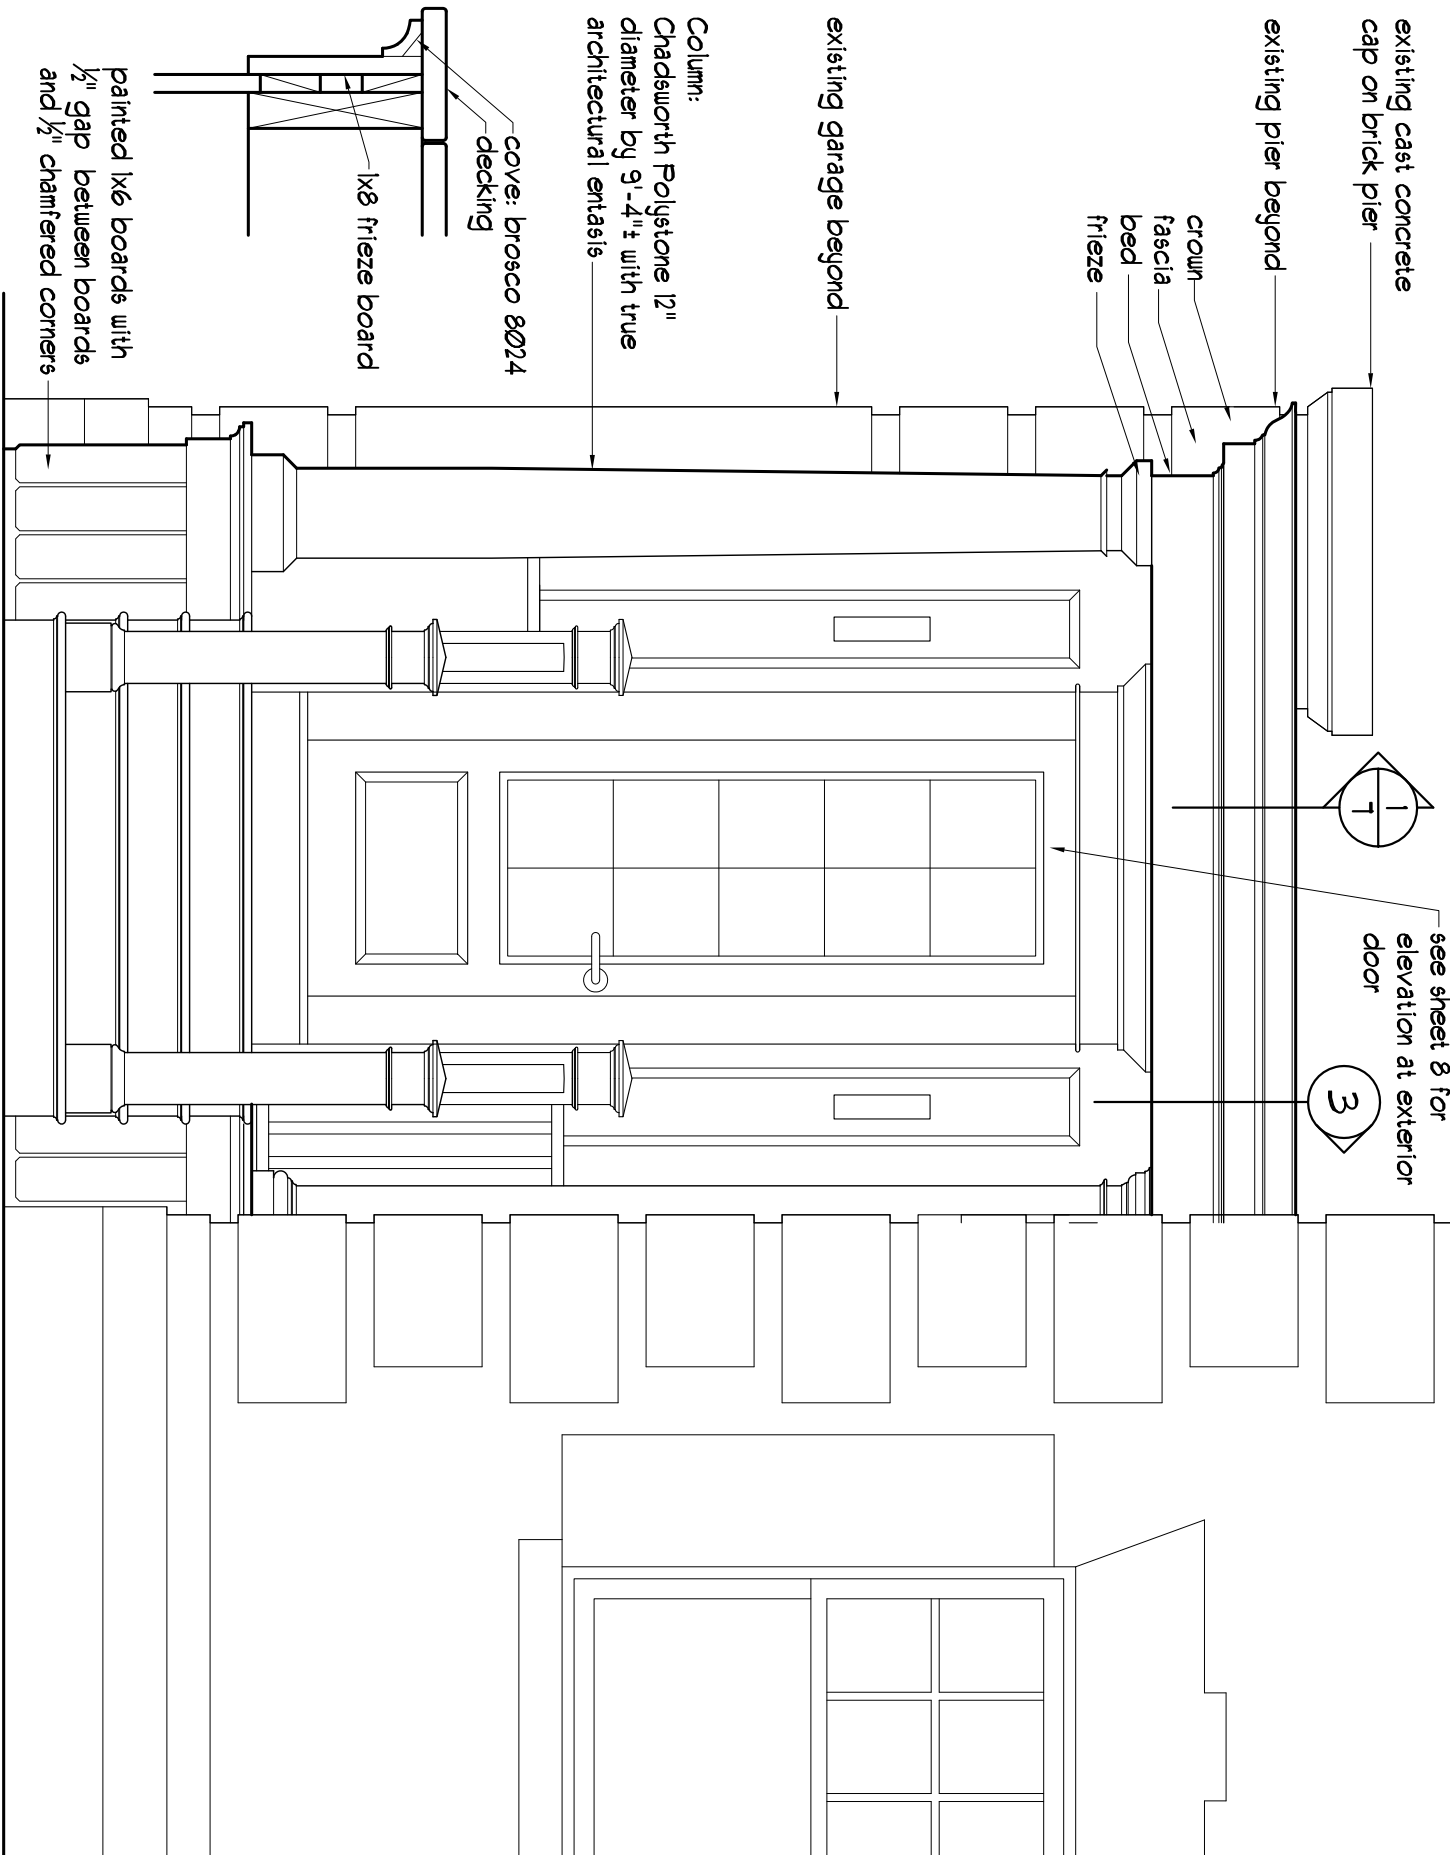 existing cast concrete
cap on brick pier
existing pier beyond
crown
fascia
bed
frieze
existing garage beyond
Column:
Chadsworth Polystone 12"
diameter by 9'-4"± with true
architectural entasis
cove: brosco 8024
decking
1x8 frieze board
painted 1x6 boards with
½" gap between boards
and ½" chamfered corners
1
7
see sheet 8 for
elevation at exterior
door
3